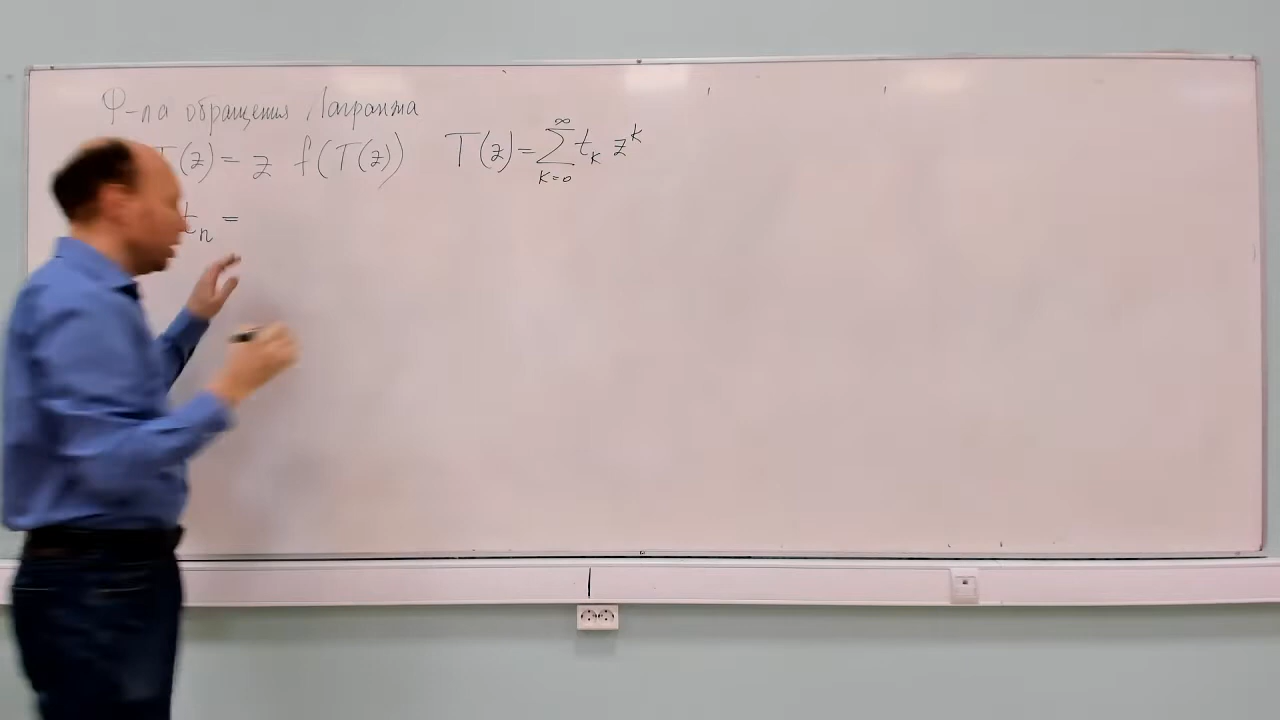 Ф-ла обращения Лагранжа
T(z) = z f(T(z)) T(z) = ∑_{k=0}^{∞} t_k z^k
t_n =